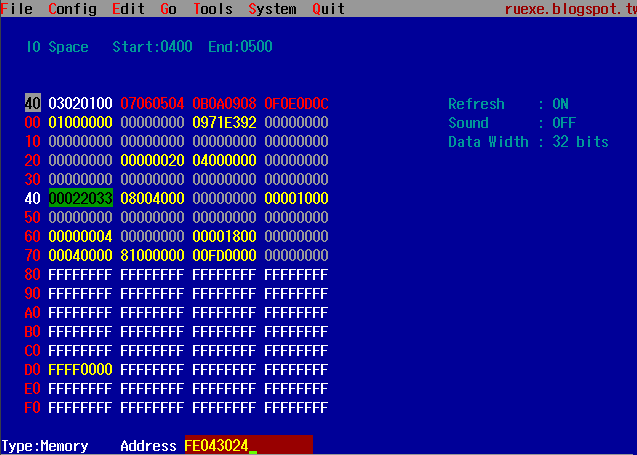 File Config Edit Go Tools System Quit ruexe.blogspot.tw
IO Space Start:0400 End:0500
40 03020100 07060504 0B0A0908 0F0E0D0C Refresh : ON
00 01000000 00000000 0971E392 00000000 Sound : OFF
10 00000000 00000000 00000000 00000000 Data Width : 32 bits
20 00000000 00000020 04000000 00000000
30 00000000 00000000 00000000 00000000
40 00022033 08004000 00000000 00001000
50 00000000 00000000 00000000 00000000
60 00000004 00000000 00001800 00000000
70 00040000 81000000 00FD0000 00000000
80 FFFFFFFF FFFFFFFF FFFFFFFF FFFFFFFF
90 FFFFFFFF FFFFFFFF FFFFFFFF FFFFFFFF
A0 FFFFFFFF FFFFFFFF FFFFFFFF FFFFFFFF
B0 FFFFFFFF FFFFFFFF FFFFFFFF FFFFFFFF
C0 FFFFFFFF FFFFFFFF FFFFFFFF FFFFFFFF
D0 FFFF0000 FFFFFFFF FFFFFFFF FFFFFFFF
E0 FFFFFFFF FFFFFFFF FFFFFFFF FFFFFFFF
F0 FFFFFFFF FFFFFFFF FFFFFFFF FFFFFFFF
Type:Memory Address FE043024_